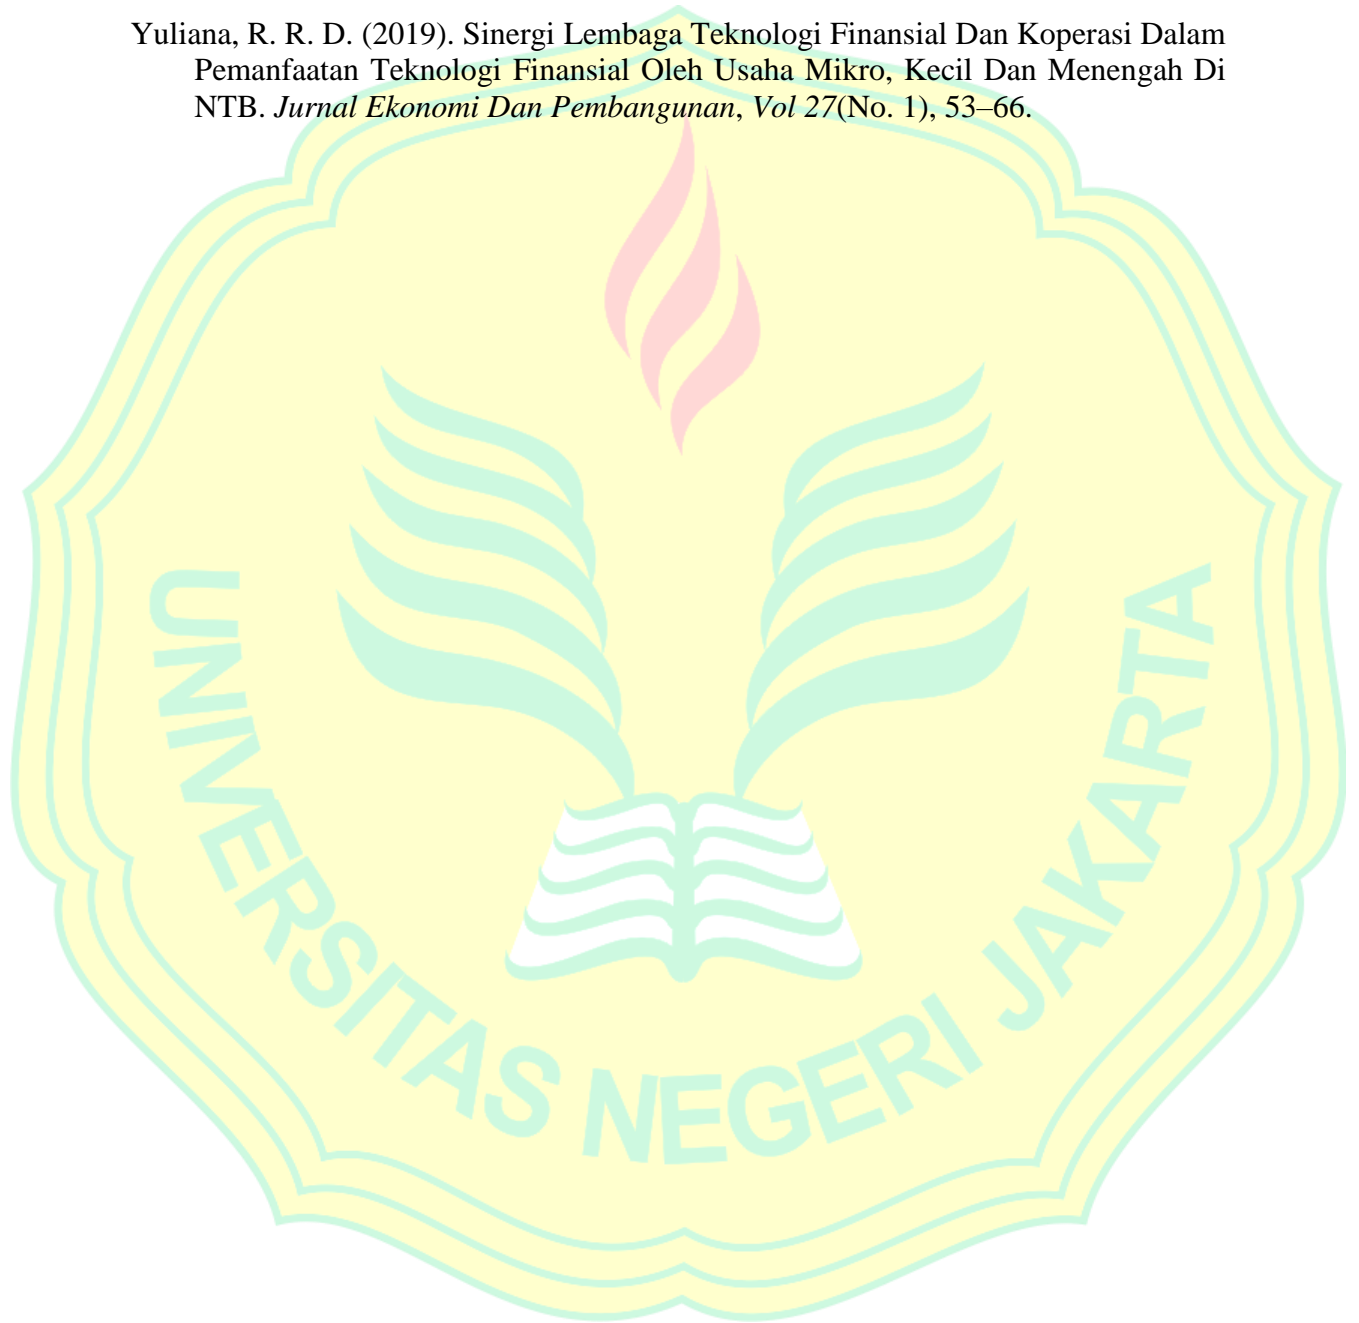 Yuliana, R. R. D. (2019). Sinergi Lembaga Teknologi Finansial Dan Koperasi Dalam
Pemanfaatan Teknologi Finansial Oleh Usaha Mikro, Kecil Dan Menengah Di
NTB. Jurnal Ekonomi Dan Pembangunan, Vol 27(No. 1), 53–66.
UNIVERSITAS NEGERI JAKARTA